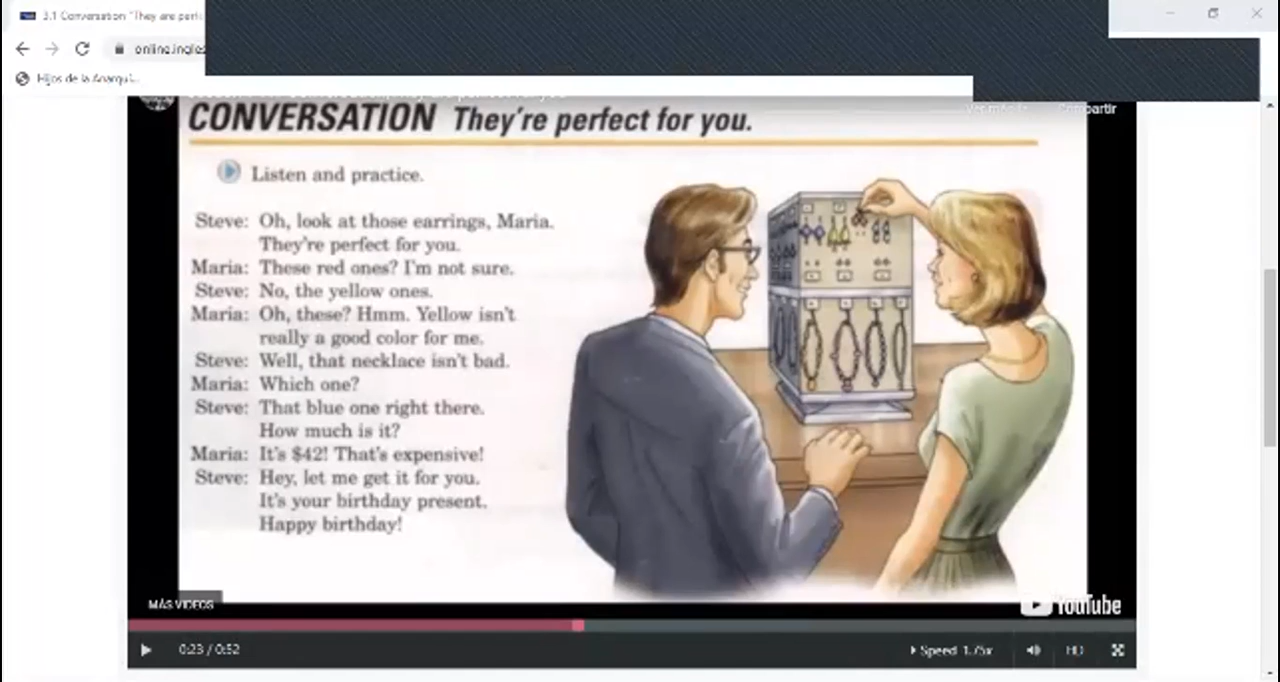 3.1 Conversation "They are perf
online.ingles
Hijos de la Anarquí...
Compartir
CONVERSATION They're perfect for you.
Listen and practice.
Steve: Oh, look at those earrings, Maria.
They're perfect for you.
Maria: These red ones? I'm not sure.
Steve: No, the yellow ones.
Maria: Oh, these? Hmm. Yellow isn't
really a good color for me.
Steve: Well, that necklace isn't bad.
Maria: Which one?
Steve: That blue one right there.
How much is it?
Maria: It's $42! That's expensive!
Steve: Hey, let me get it for you.
It's your birthday present.
Happy birthday!
MÁS VIDEOS
YouTube
0:23 / 0:52
Speed 1.75x
HD